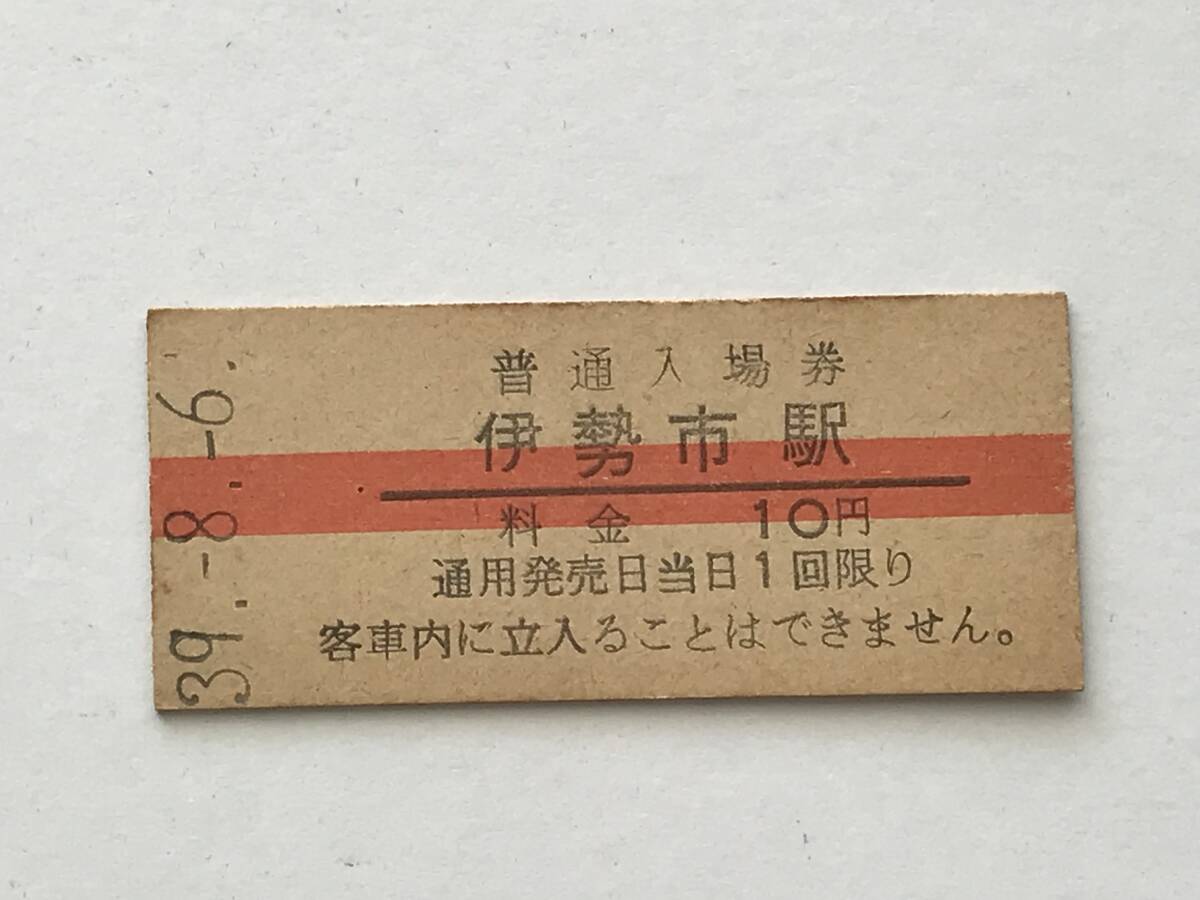 普通入場券
伊勢市駅
料金 10円
通用発売日当日1回限り
客車内に立入ることはできません。
39.-8.-6.